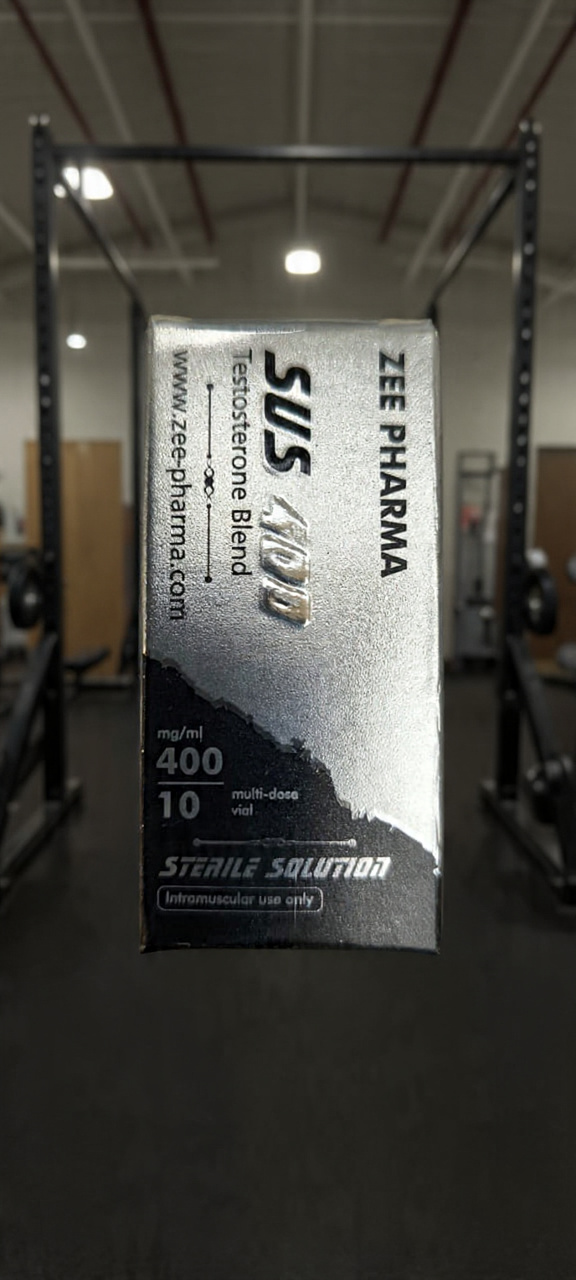 ZEE PHARMA
SUS 400
Testosterone Blend
www.zee-pharma.com
mg/ml
400
10
multi-dose
vial
STERILE SOLUTION
Intramuscular use only